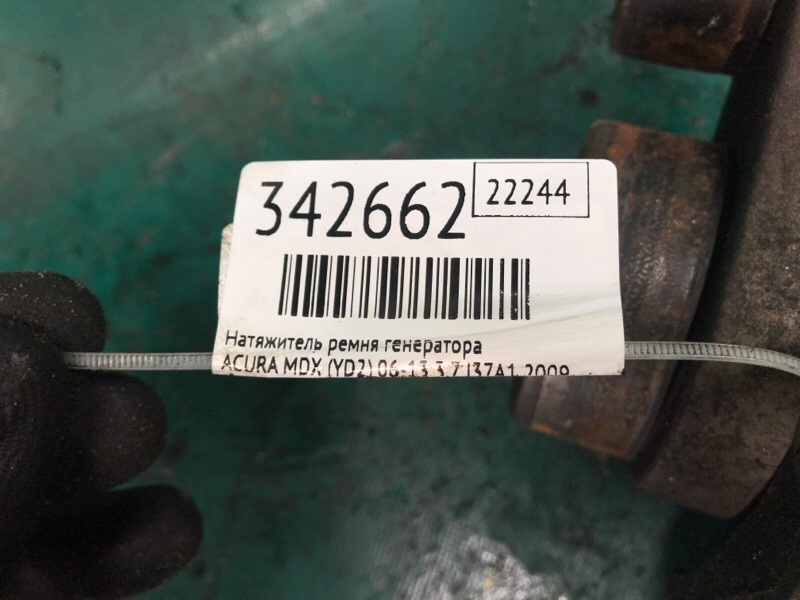 342662
22244
Натяжитель ремня генератора
ACURA MDX (YD2) 06-13 3.7 J37A1 2009